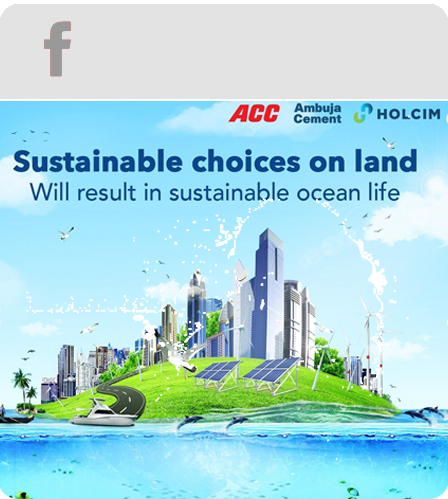 f
ACC
Ambuja
Cement
HOLCIM
Sustainable choices on land
Will result in sustainable ocean life